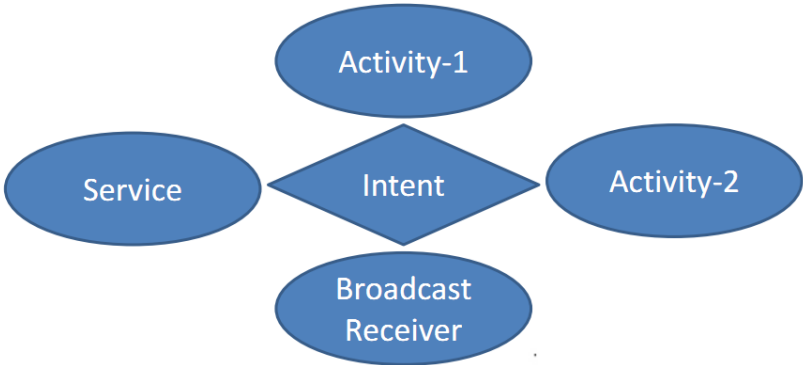 Activity-1
Service
Intent
Activity-2
Broadcast
Receiver